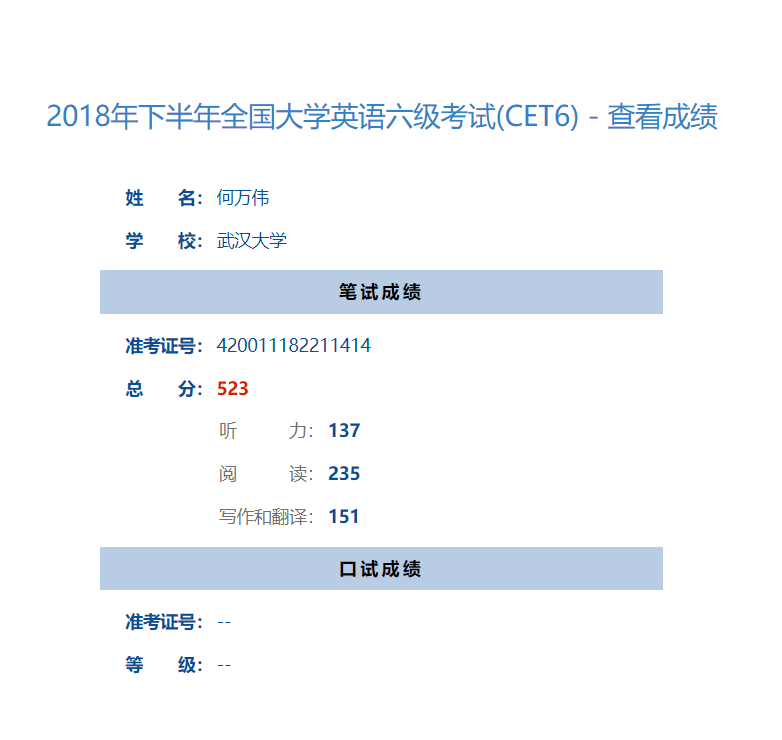 2018年下半年全国大学英语六级考试(CET6) - 查看成绩
姓 名： 何万伟
学 校： 武汉大学
笔试成绩
准考证号： 420011182211414
总 分： 523
听 力： 137
阅 读： 235
写作和翻译： 151
口试成绩
准考证号： --
等 级： --